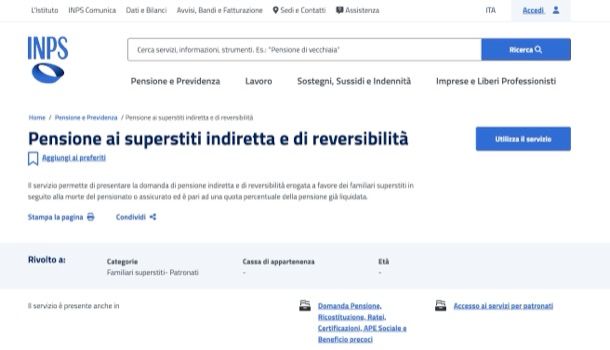 L'Istituto INPS Comunica Dati e Bilanci Avvisi, Bandi e Fatturazione Sedi e Contatti Assistenza ITA Accedi
INPS
Cerca servizi, informazioni, strumenti. Es.: "Pensione di vecchiaia" Ricerca
Pensione e Previdenza Lavoro Sostegni, Sussidi e Indennità Imprese e Liberi Professionisti
Home / Pensione e Previdenza / Pensione ai superstiti indiretta e di reversibilità
Pensione ai superstiti indiretta e di reversibilità
Utilizza il servizio
Aggiungi ai preferiti
Il servizio permette di presentare la domanda di pensione indiretta e di reversibilità erogata a favore dei familiari superstiti in
seguito alla morte del pensionato o assicurato ed è pari ad una quota percentuale della pensione già liquidata.
Stampa la pagina Condividi
Rivolto a:
Categorie Cassa di appartenenza Età
Familiari superstiti- Patronati - -
Il servizio è presente anche in
Domanda Pensione,
Ricostituzione, Ratei,
Certificazioni, APE Sociale e
Beneficio precoci
Accesso ai servizi per patronati